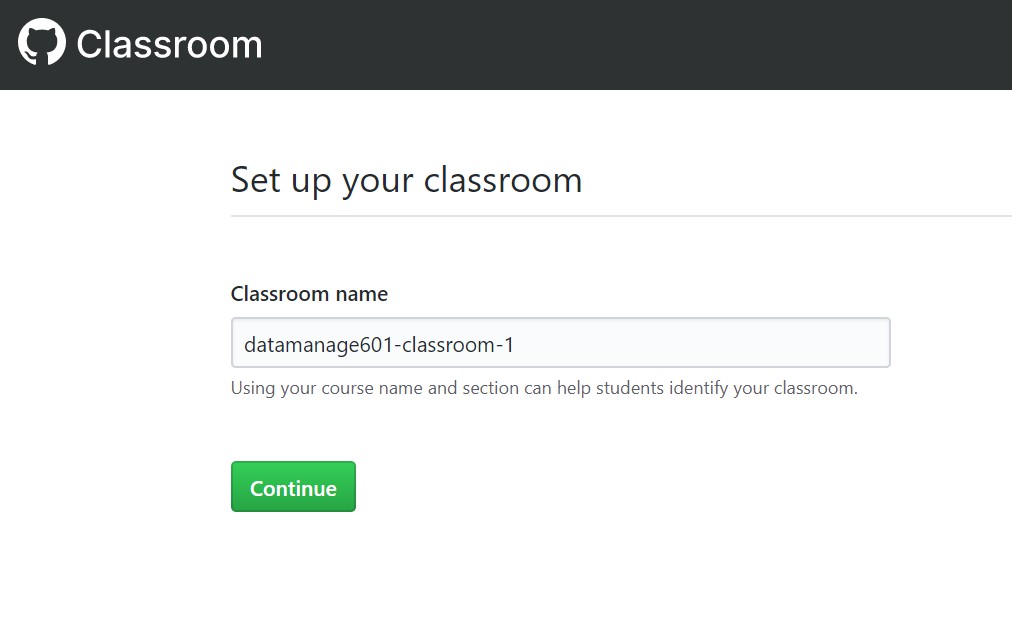 Classroom
Set up your classroom
Classroom name
datamanage601-classroom-1
Using your course name and section can help students identify your classroom.
Continue